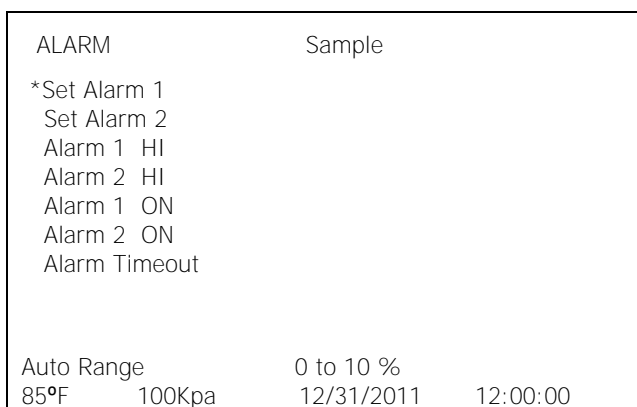 ALARM Sample
*Set Alarm 1
Set Alarm 2
Alarm 1 HI
Alarm 2 HI
Alarm 1 ON
Alarm 2 ON
Alarm Timeout
Auto Range 0 to 10 %
85ºF 100Kpa 12/31/2011 12:00:00